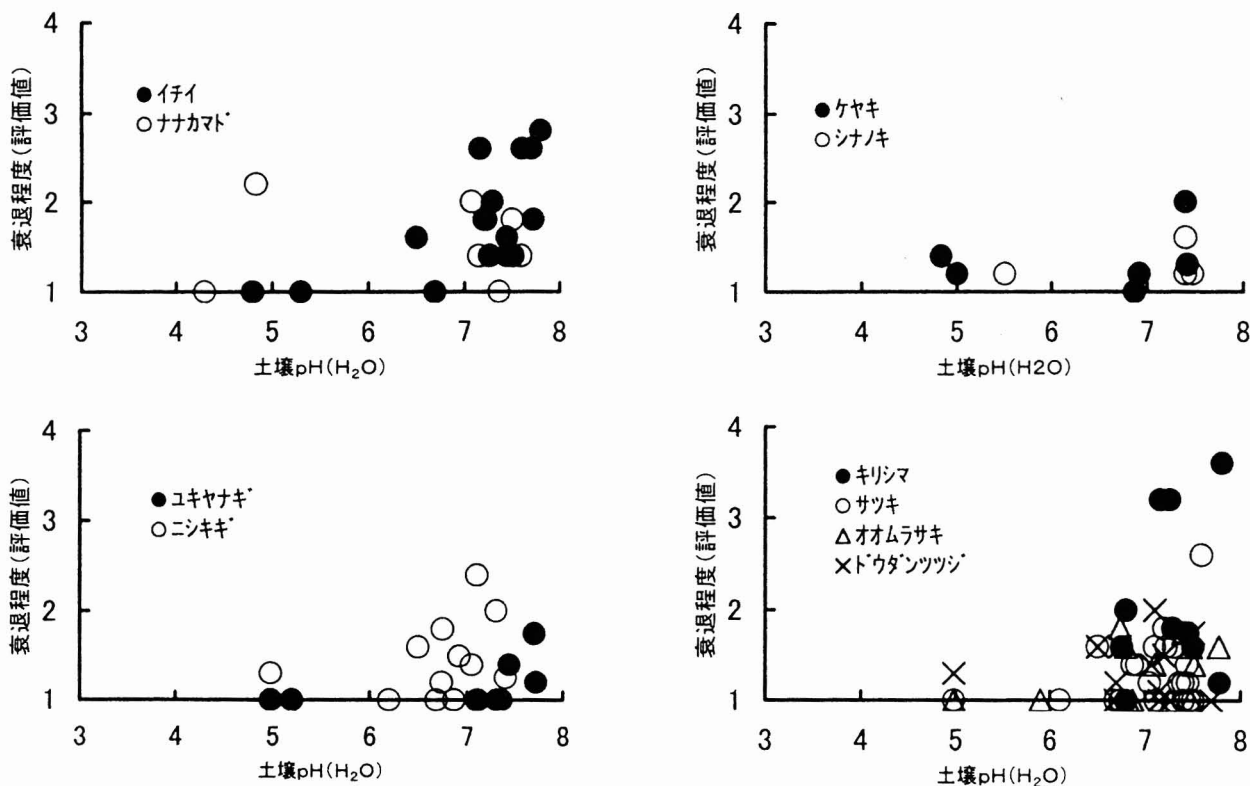 衰退程度(評価値)
4
3
2
1
●イチイ
○ナナカマド
3 4 5 6 7 8
土壌pH(H₂O)
衰退程度(評価値)
4
3
2
1
●ケヤキ
○シナノキ
3 4 5 6 7 8
土壌pH(H2O)
衰退程度(評価値)
4
3
2
1
●ユキヤナギ
○ニシキギ
3 4 5 6 7 8
土壌pH(H₂O)
衰退程度(評価値)
4
3
2
1
●キリシマ
○サツキ
△オオムラサキ
×ドウダンツツジ
3 4 5 6 7 8
土壌pH(H₂O)